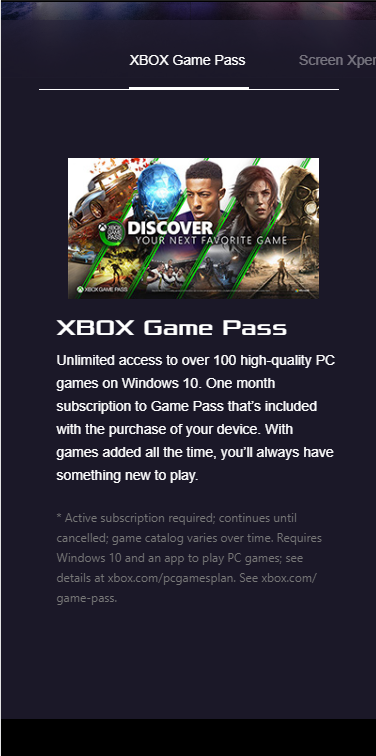 XBOX Game Pass
Screen Xper
XBOX GAME PASS
DISCOVER
YOUR NEXT FAVORITE GAME
XBOX GAME PASS
XBOX Game Pass
Unlimited access to over 100 high-quality PC
games on Windows 10. One month
subscription to Game Pass that’s included
with the purchase of your device. With
games added all the time, you’ll always have
something new to play.
* Active subscription required; continues until
cancelled; game catalog varies over time. Requires
Windows 10 and an app to play PC games; see
details at xbox.com/pcgamesplan. See xbox.com/
game-pass.